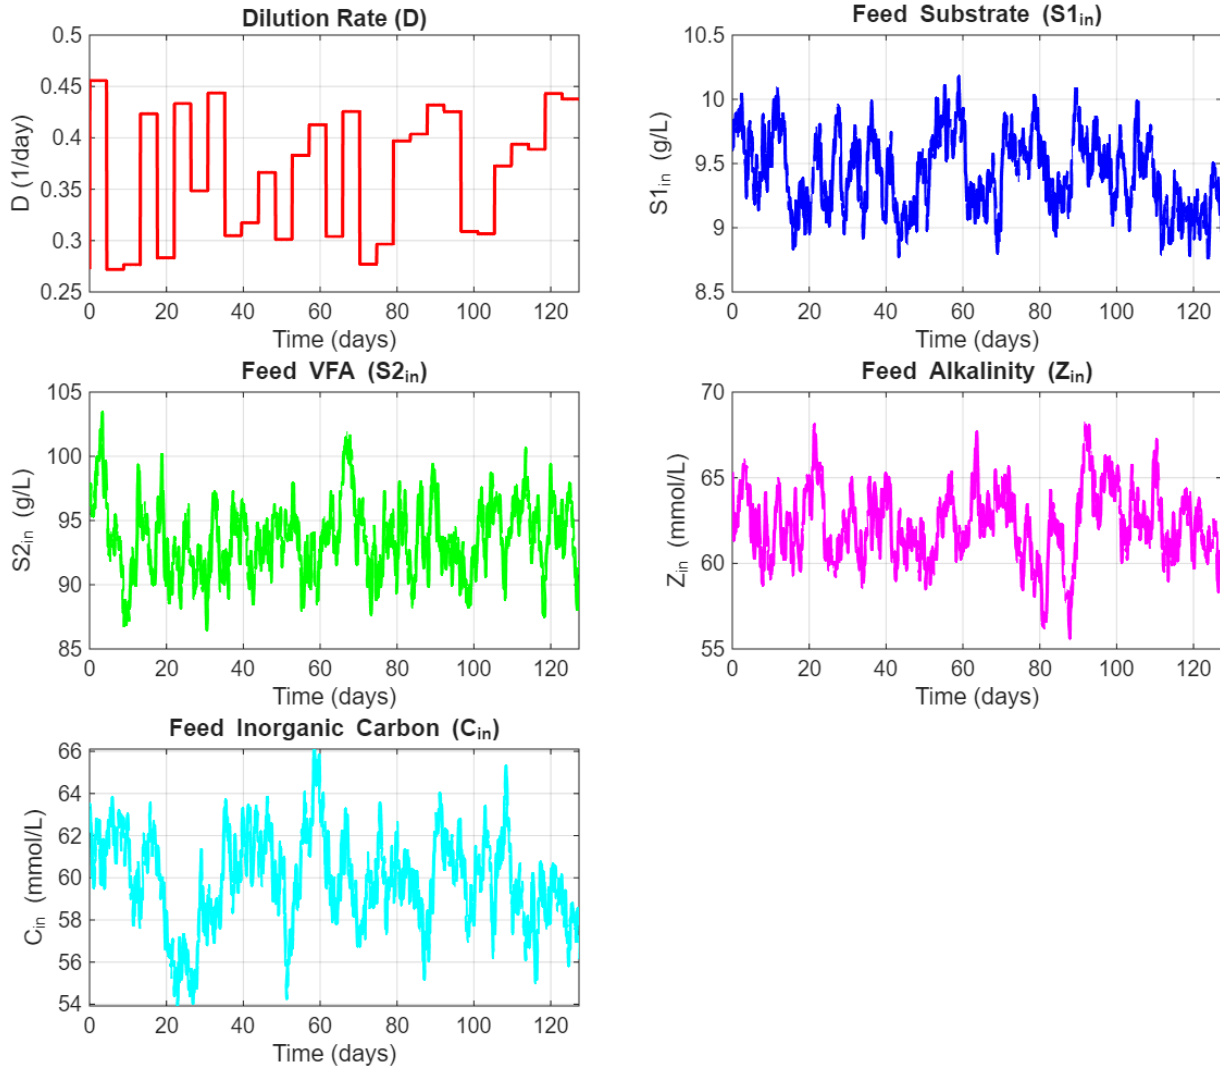 Dilution Rate (D)
0.5
0.45
0.4
0.35
0.3
0.25
D (1/day)
0 20 40 60 80 100 120
Time (days)
Feed Substrate (S1in)
10.5
10
9.5
9
8.5
S1in (g/L)
0 20 40 60 80 100 120
Time (days)
Feed VFA (S2in)
105
100
95
90
85
S2in (g/L)
0 20 40 60 80 100 120
Time (days)
Feed Alkalinity (Zin)
70
65
60
55
Zin (mmol/L)
0 20 40 60 80 100 120
Time (days)
Feed Inorganic Carbon (Cin)
66
64
62
60
58
56
54
Cin (mmol/L)
0 20 40 60 80 100 120
Time (days)